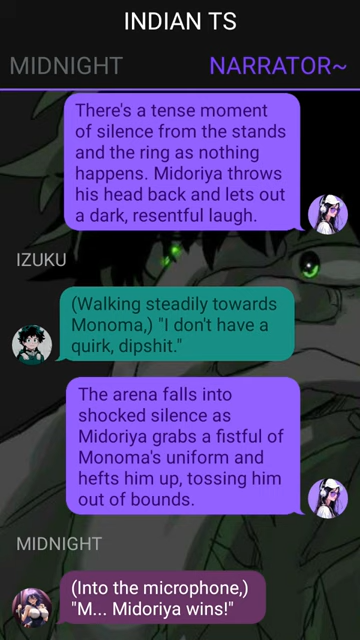 INDIAN TS
MIDNIGHT
NARRATOR~
There's a tense moment
of silence from the stands
and the ring as nothing
happens. Midoriya throws
his head back and lets out
a dark, resentful laugh.
IZUKU
(Walking steadily towards
Monoma,) "I don't have a
quirk, dipshit."
The arena falls into
shocked silence as
Midoriya grabs a fistful of
Monoma's uniform and
hefts him up, tossing him
out of bounds.
MIDNIGHT
(Into the microphone,)
"M... Midoriya wins!"